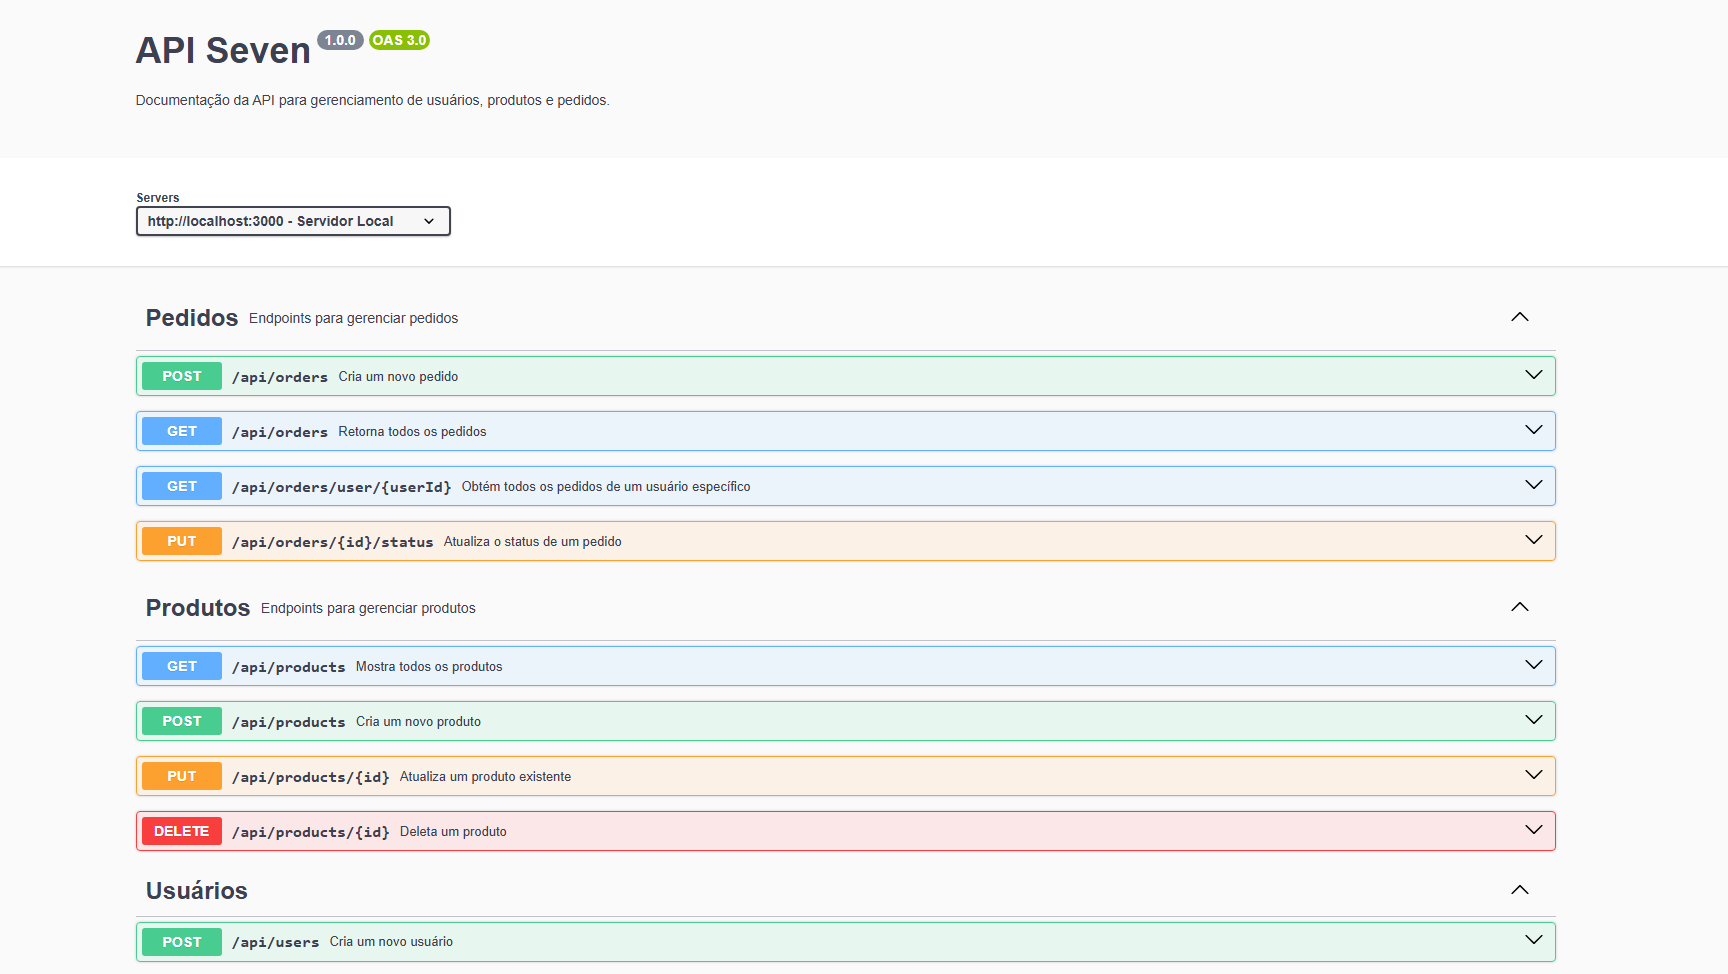 API Seven 1.0.0 OAS 3.0
Documentação da API para gerenciamento de usuários, produtos e pedidos.
Servers
http://localhost:3000 - Servidor Local
Pedidos Endpoints para gerenciar pedidos
POST /api/orders Cria um novo pedido
GET /api/orders Retorna todos os pedidos
GET /api/orders/user/{userId} Obtém todos os pedidos de um usuário específico
PUT /api/orders/{id}/status Atualiza o status de um pedido
Produtos Endpoints para gerenciar produtos
GET /api/products Mostra todos os produtos
POST /api/products Cria um novo produto
PUT /api/products/{id} Atualiza um produto existente
DELETE /api/products/{id} Deleta um produto
Usuários
POST /api/users Cria um novo usuário